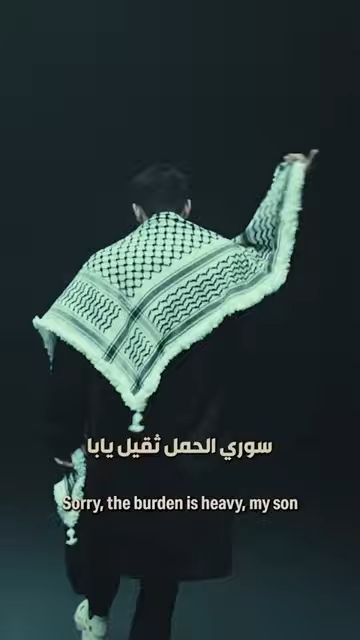 سوري الحمل ثقيل يابا
Sorry, the burden is heavy, my son